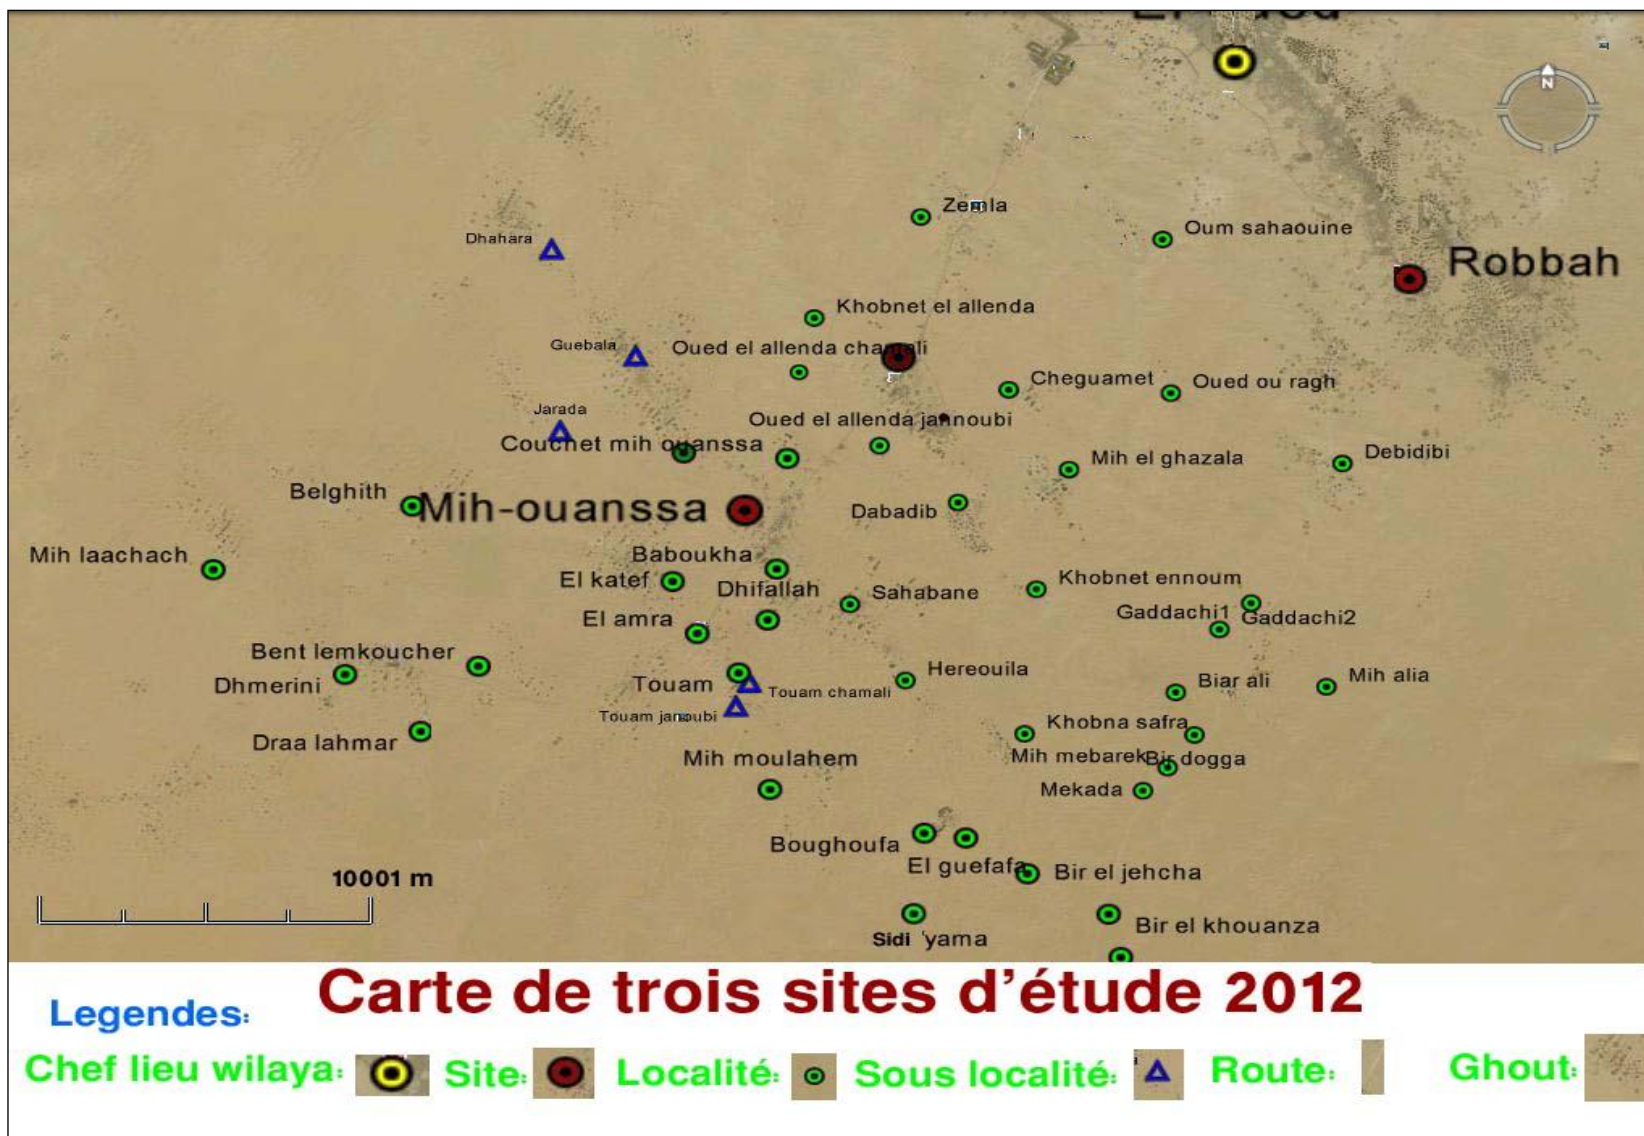 N
Zemla
Oum sahaouine
Dhahara
Robbah
Khobnet el allenda
Guebala
Oued el allenda chamali
Cheguamet
Oued ou ragh
Jarada
Oued el allenda jannoubi
Couchet mih ouanssa
Mih el ghazala
Debidibi
Belghith
Mih-ouanssa
Dabadib
Mih laachach
Baboukha
El katef
Dhifallah
Sahabane
Khobnet ennoum
El amra
Gaddachi1
Gaddachi2
Bent lemkoucher
Dhmerini
Touam
Touam chamali
Hereouila
Biar ali
Mih alia
Touam janoubi
Khobna safra
Draa lahmar
Mih moulahem
Mih mebarek
Bir dogga
Mekada
Boughoufa
El guefafa
Bir el jehcha
10001 m
Sidi 'yama
Bir el khouanza
Carte de trois sites d'étude 2012
Legendes:
Chef lieu wilaya: Site: Localité: Sous localité: Route: Ghout: